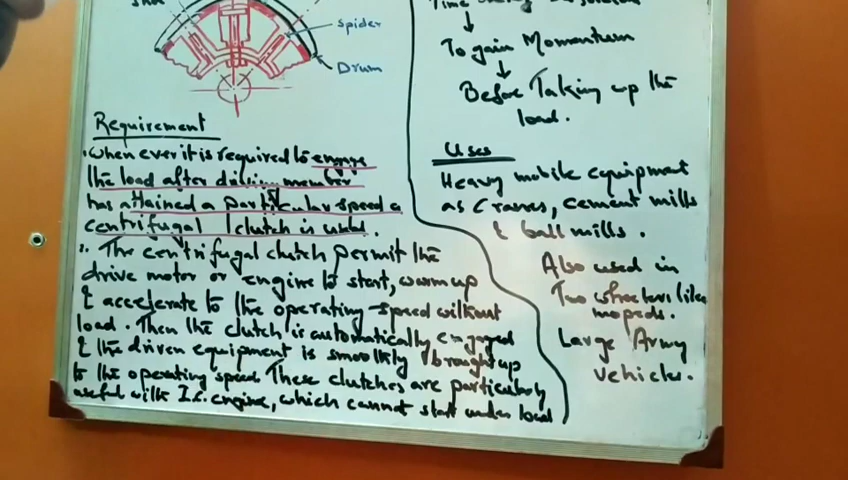 Shoe
Spider
Drum
Requirement
. When ever it is required to engage
the load after driving member
has attained a particular speed a
centrifugal clutch is used.
2. The centrifugal clutch permit the
drive motor or engine to start, warm up
& accelerate to the operating speed without
load. Then the clutch is automatically engaged
& the driven equipment is smoothly brought up
to the operating speed. These clutches are particularly
useful with I.C. engine, which cannot start under load
To gain Momentum
↓
Before Taking up the
load.
Uses
Heavy mobile equipment
as cranes, cement mills
& ball mills.
Also used in
Two wheelers like
mopeds.
Large Army
vehicles.